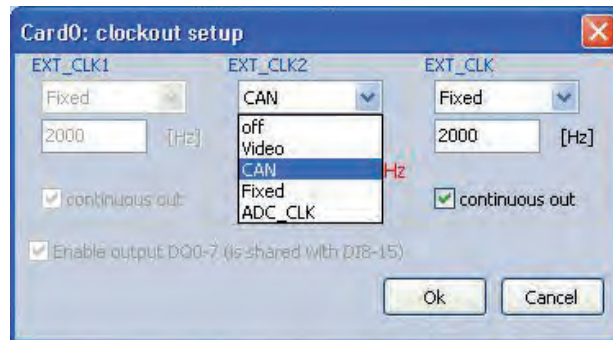 Card0: clockout setup
EXT_CLK1 EXT_CLK2 EXT_CLK
Fixed CAN Fixed
2000 [Hz] off 2000 [Hz]
Video
CAN Hz
Fixed
continuous out continuous out
ADC_CLK
Enable output DO0-7 (is shared with DI8-15)
Ok Cancel